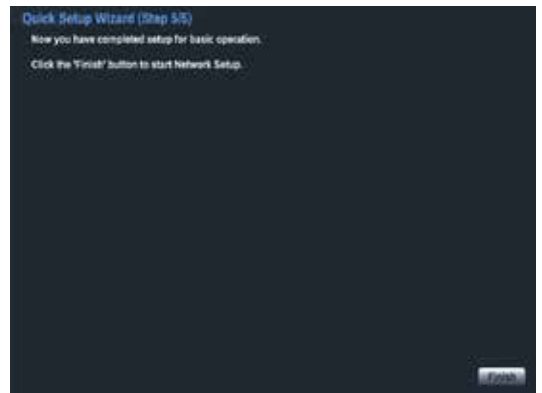 Quick Setup Wizard (Step 5/5)
Now you have completed setup for basic operation.
Click the 'Finish' button to start Network Setup.
Finish